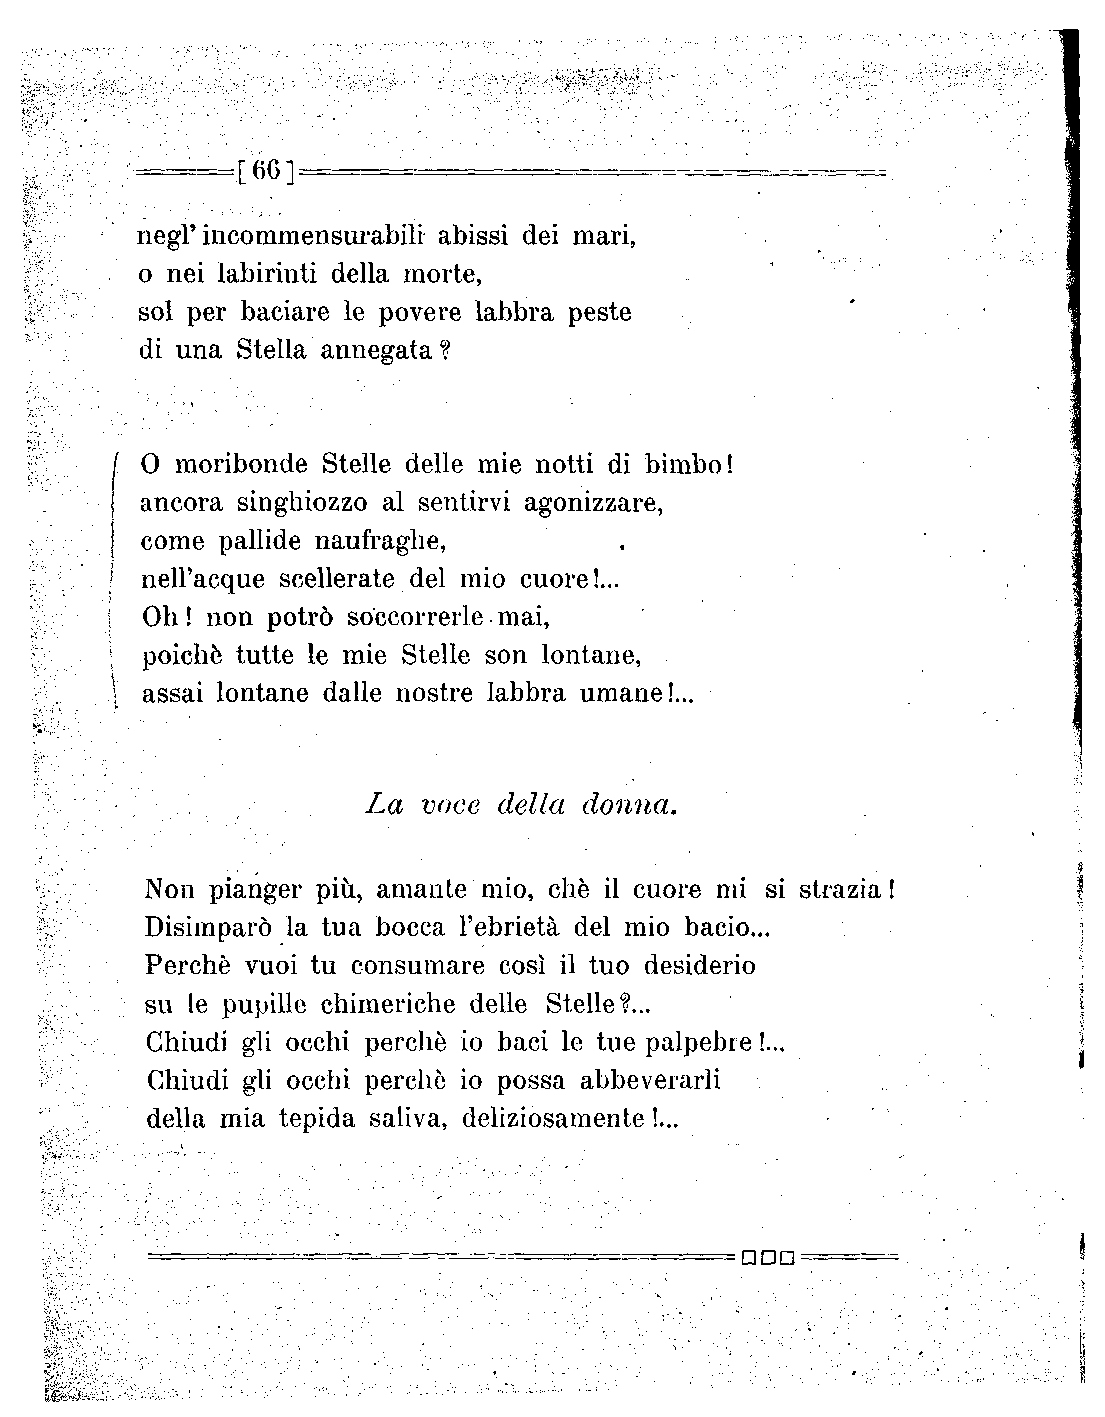 [ 66 ]
negl' incommensurabili abissi dei mari,
o nei labirinti della morte,
sol per baciare le povere labbra peste
di una Stella annegata?
O moribonde Stelle delle mie notti di bimbo!
ancora singhiozzo al sentirvi agonizzare,
come pallide naufraghe,
nell'acque scellerate del mio cuore!...
Oh! non potrò soccorrerle mai,
poichè tutte le mie Stelle son lontane,
assai lontane dalle nostre labbra umane!...
La voce della donna.
Non pianger più, amante mio, chè il cuore mi si strazia!
Disimparò la tua bocca l'ebrietà del mio bacio...
Perchè vuoi tu consumare così il tuo desiderio
su le pupille chimeriche delle Stelle?...
Chiudi gli occhi perchè io baci le tue palpebre!...
Chiudi gli occhi perchè io possa abbeverarli
della mia tepida saliva, deliziosamente!...